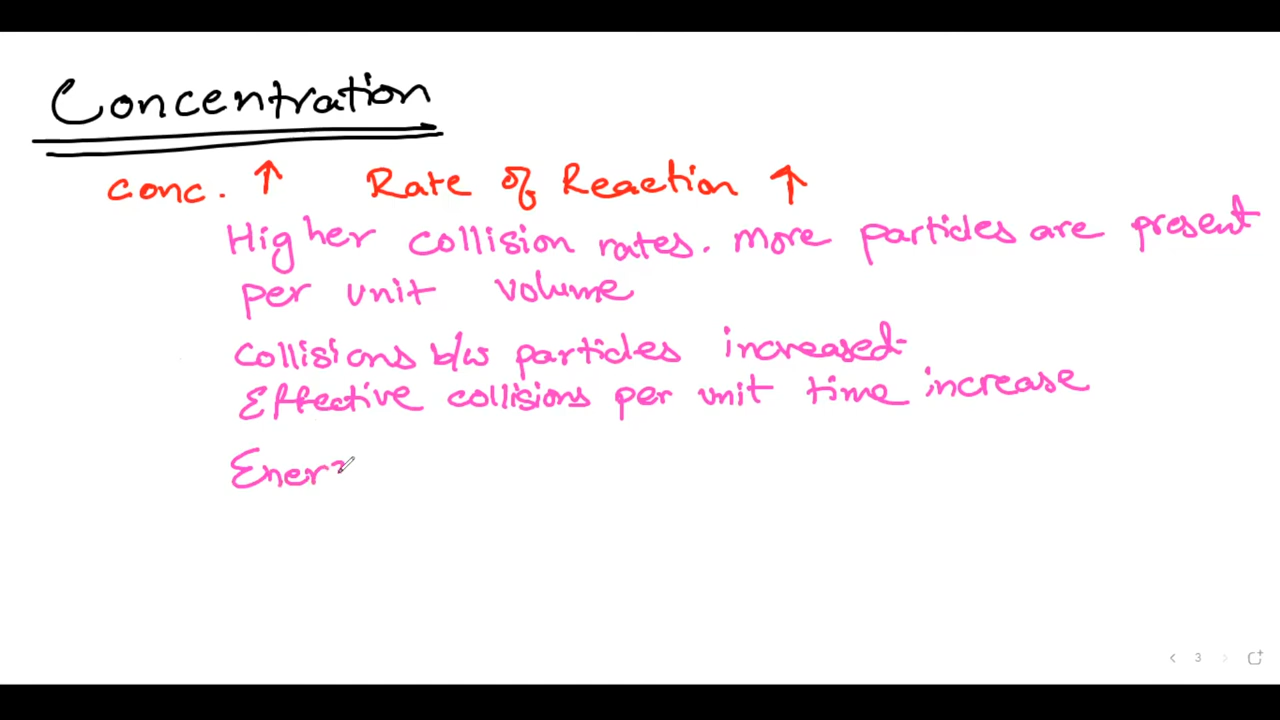 Concentration
conc. ↑ Rate of Reaction ↑
Higher collision rates. more particles are present
per unit volume
Collisions b/w particles increased.
Effective collisions per unit time increase
Ener
3